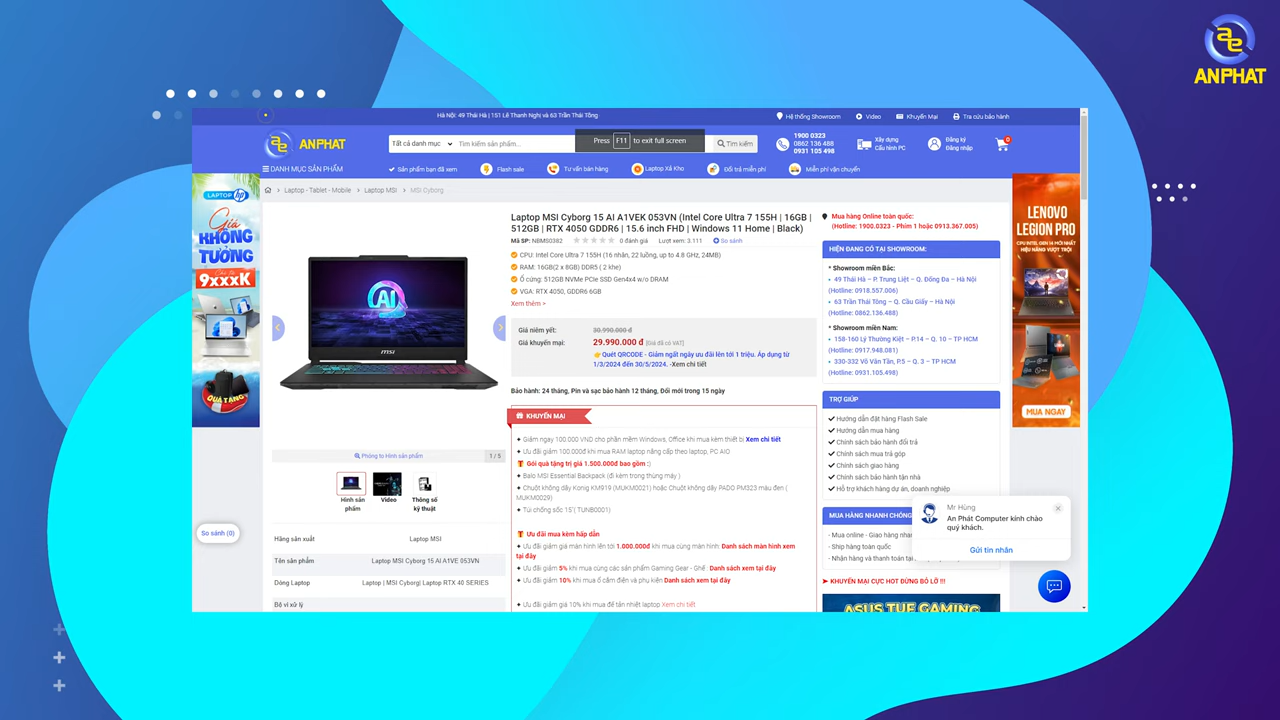 ANPHAT
Hà Nội: 49 Thái Hà | 151 Lê Thanh Nghị và 63 Trần Thái Tông
Hệ thống Showroom
Video
Khuyến Mại
Tra cứu bảo hành
ANPHAT
Tất cả danh mục
Tìm kiếm sản phẩm...
Press F11 to exit full screen
Tìm kiếm
1900 0323
0862 136 488
0931 105 498
Xây dựng
Cấu hình PC
Đăng ký
Đăng nhập
0
DANH MỤC SẢN PHẨM
Sản phẩm bạn đã xem
Flash sale
Tư vấn bán hàng
Laptop Xả Kho
Đổi trả miễn phí
Miễn phí vận chuyển
Laptop - Tablet - Mobile > Laptop MSI > MSI Cyborg
LAPTOP hp
Giá
KHÔNG
TƯỞNG
Chỉ từ
9XXXK
QUÀ TẶNG
So sánh (0)
AI
msi
Phóng to Hình sản phẩm
1 / 5
Hình sản phẩm
Video
Thông số kỹ thuật
Hãng sản xuất Laptop MSI
Tên sản phẩm Laptop MSI Cyborg 15 AI A1VE 053VN
Dòng Laptop Laptop | MSI Cyborg| Laptop RTX 40 SERIES
Bộ vi xử lý
Laptop MSI Cyborg 15 AI A1VEK 053VN (Intel Core Ultra 7 155H | 16GB |
512GB | RTX 4050 GDDR6 | 15.6 inch FHD | Windows 11 Home | Black)
Mã SP: NBMS0382
0 đánh giá
Lượt xem: 3.111
So sánh
CPU: Intel Core Ultra 7 155H (16 nhân, 22 luồng, up to 4.8 GHz, 24MB)
RAM: 16GB(2 x 8GB) DDR5 ( 2 khe)
Ổ cứng: 512GB NVMe PCIe SSD Gen4x4 w/o DRAM
VGA: RTX 4050, GDDR6 6GB
Xem thêm >
Giá niêm yết: 30.990.000 đ
Giá khuyến mại: 29.990.000 đ [Giá đã có VAT]
👉 Quét QRCODE - Giảm ngất ngày ưu đãi lên tới 1 triệu. Áp dụng từ
1/3/2024 đến 30/5/2024. -Xem chi tiết
Bảo hành: 24 tháng, Pin và sạc bảo hành 12 tháng, Đổi mới trong 15 ngày
KHUYẾN MẠI
✦ Giảm ngay 100.000 VND cho phần mềm Windows, Office khi mua kèm thiết bị Xem chi tiết
✦ Ưu đãi giảm 100.000đ khi mua RAM laptop nâng cấp theo laptop, PC AIO
🎁 Gói quà tặng trị giá 1.500.000đ bao gồm :
✦ Balo MSI Essential Backpack (đi kèm trong thùng máy )
✦ Chuột không dây Konig KM919 (MUKM0021) hoặc Chuột không dây PADO PM323 màu đen (
MUKM0029)
✦ Túi chống sốc 15"( TUNB0001)
🎁 Ưu đãi mua kèm hấp dẫn
✦ Ưu đãi giảm giá màn hình lên tới 1.000.000đ khi mua cùng màn hình: Danh sách màn hình xem
tại đây
✦ Ưu đãi giảm 5% khi mua cùng các sản phẩm Gaming Gear - Ghế : Danh sách xem tại đây
✦ Ưu đãi giảm 10% khi mua ổ cắm điện và phụ kiện Danh sách xem tại đây
✦ Ưu đãi giảm giá 10% khi mua đế tản nhiệt laptop Xem chi tiết
Mua hàng Online toàn quốc:
(Hotline: 1900.0323 - Phím 1 hoặc 0913.367.005)
HIỆN ĐANG CÓ TẠI SHOWROOM:
* Showroom miền Bắc:
• 49 Thái Hà – P. Trung Liệt – Q. Đống Đa – Hà Nội
(Hotline: 0918.557.006)
• 63 Trần Thái Tông – Q. Cầu Giấy – Hà Nội
(Hotline: 0862.136.488)
* Showroom miền Nam:
• 158-160 Lý Thường Kiệt – P.14 – Q. 10 – TP HCM
(Hotline: 0917.948.081)
• 330-332 Võ Văn Tần, P.5 – Q. 3 – TP HCM
(Hotline: 0931.105.498)
TRỢ GIÚP
Hướng dẫn đặt hàng Flash Sale
Hướng dẫn mua hàng
Chính sách bảo hành đổi trả
Chính sách mua trả góp
Chính sách giao hàng
Chính sách bảo hành tận nhà
Hỗ trợ khách hàng dự án, doanh nghiệp
MUA HÀNG NHANH CHÓNG
- Mua online - Giao hàng
- Ship hàng toàn quốc
- Nhận hàng và thanh toán tại
➤ KHUYẾN MẠI CỰC HOT ĐỪNG BỎ LỠ !!!
ASUS TUF GAMING
Mr Hùng
An Phát Computer kính chào
quý khách.
Gửi tin nhắn
LENOVO
LEGION PRO
CPU INTEL GEN 14 MỚI NHẤT
HIỆU NĂNG VƯỢT TRỘI
MUA NGAY